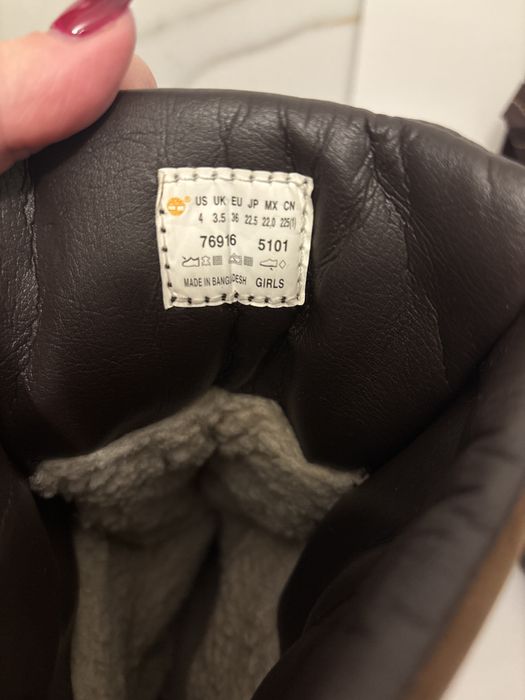 US UK EU JP MX CN
4 3.5 36 22.5 22.0 225(1)
76916 5101
MADE IN BANGLADESH GIRLS